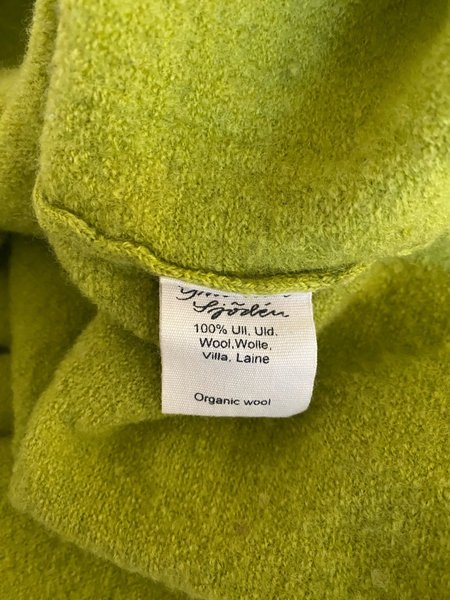 Sjödén
100% Ull, Uld.
Wool,Wolle,
Villa, Laine
Organic wool